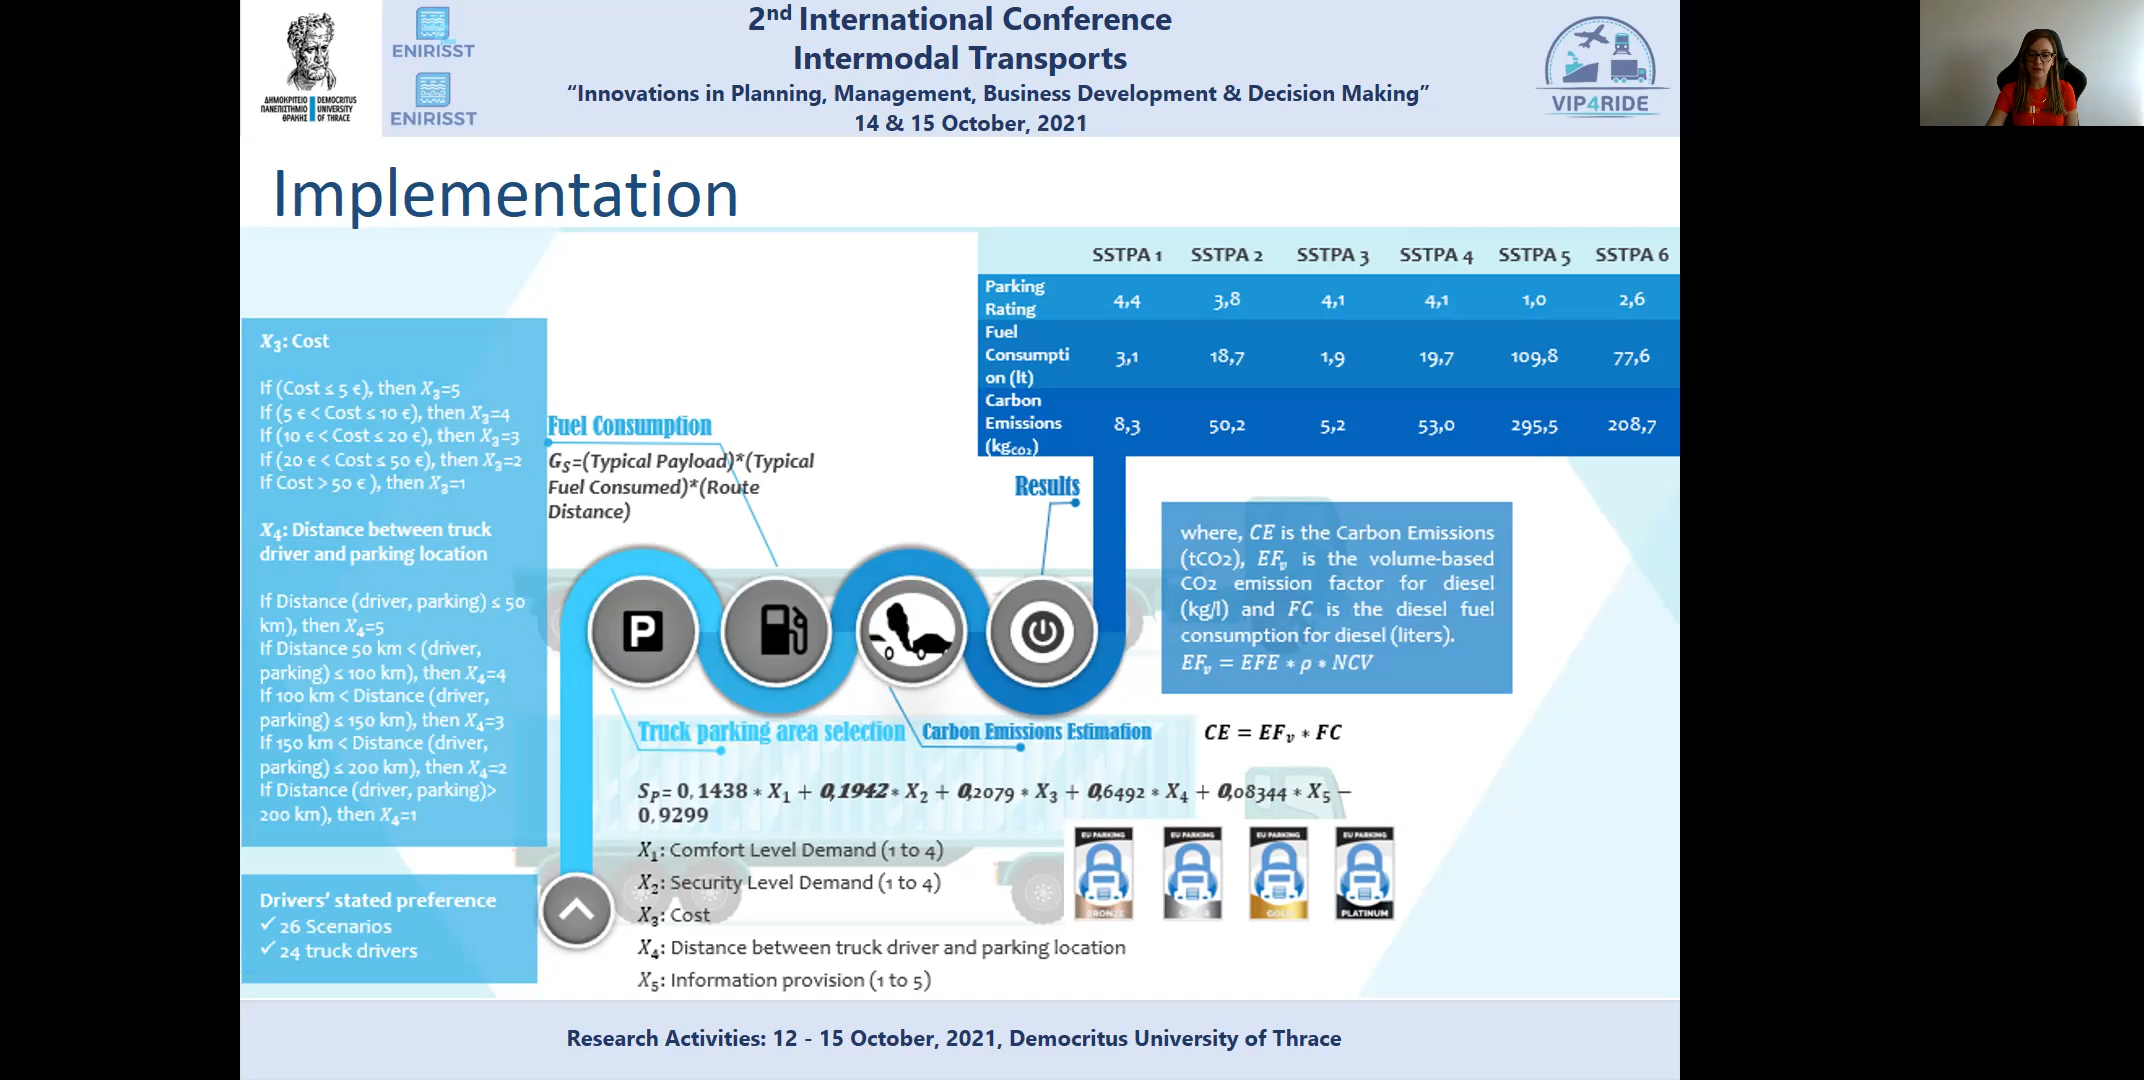 2nd International Conference
Intermodal Transports
“Innovations in Planning, Management, Business Development & Decision Making”
14 & 15 October, 2021
ΔΗΜΟΚΡΙΤΕΙΟ
ΠΑΝΕΠΙΣΤΗΜΙΟ
ΘΡΑΚΗΣ
DEMOCRITUS
UNIVERSITY
OF THRACE
ENIRISST
ENIRISST
VIP4RIDE
Implementation
SSTPA 1 SSTPA 2 SSTPA 3 SSTPA 4 SSTPA 5 SSTPA 6
Parking
Rating
4,4 3,8 4,1 4,1 1,0 2,6
Fuel
Consumpti
on (lt)
3,1 18,7 1,9 19,7 109,8 77,6
Carbon
Emissions
(kgCO2)
8,3 50,2 5,2 53,0 295,5 208,7
X3: Cost
If (Cost ≤ 5 €), then X3=5
If (5 € < Cost ≤ 10 €), then X3=4
If (10 € < Cost ≤ 20 €), then X3=3
If (20 € < Cost ≤ 50 €), then X3=2
If Cost > 50 € ), then X3=1
X4: Distance between truck
driver and parking location
If Distance (driver, parking) ≤ 50
km), then X4=5
If Distance 50 km < (driver,
parking) ≤ 100 km), then X4=4
If 100 km < Distance (driver,
parking) ≤ 150 km), then X4=3
If 150 km < Distance (driver,
parking) ≤ 200 km), then X4=2
If Distance (driver, parking)>
200 km), then X4=1
Drivers’ stated preference
✓ 26 Scenarios
✓ 24 truck drivers
Fuel Consumption
GS=(Typical Payload)*(Typical
Fuel Consumed)*(Route
Distance)
Results
P
where, CE is the Carbon Emissions
(tCO2), EFv is the volume-based
CO2 emission factor for diesel
(kg/l) and FC is the diesel fuel
consumption for diesel (liters).
EFv = EFE * ρ * NCV
Truck parking area selection
Carbon Emissions Estimation
CE = EFv * FC
SP= 0,1438 * X1 + 0,1942 * X2 + 0,2079 * X3 + 0,6492 * X4 + 0,08344 * X5 −
0,9299
X1: Comfort Level Demand (1 to 4)
X2: Security Level Demand (1 to 4)
X3: Cost
X4: Distance between truck driver and parking location
X5: Information provision (1 to 5)
EU PARKING EU PARKING EU PARKING EU PARKING
BRONZE SILVER GOLD PLATINUM
Research Activities: 12 - 15 October, 2021, Democritus University of Thrace